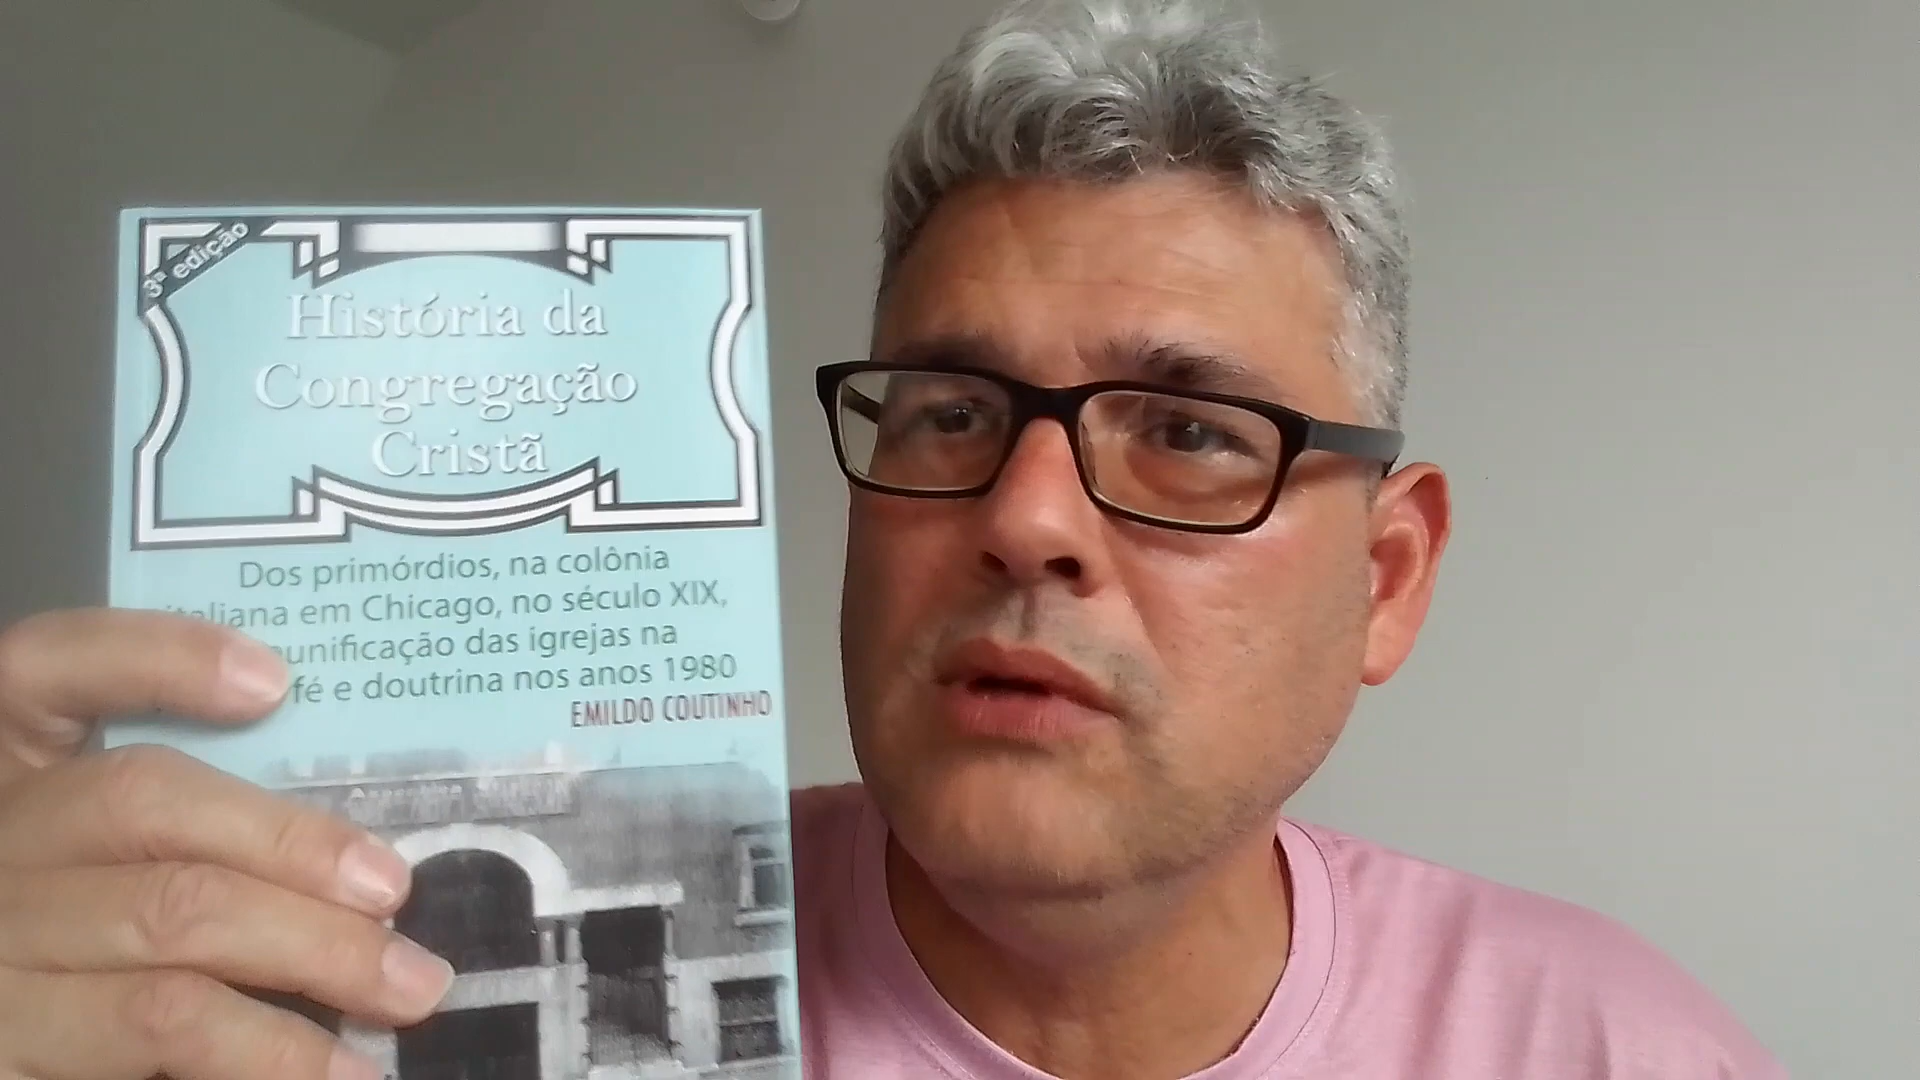 3ª edição
História da
Congregação
Cristã
Dos primórdios, na colônia
italiana em Chicago, no século XIX,
unificação das igrejas na
fé e doutrina nos anos 1980
EMILDO COUTINHO